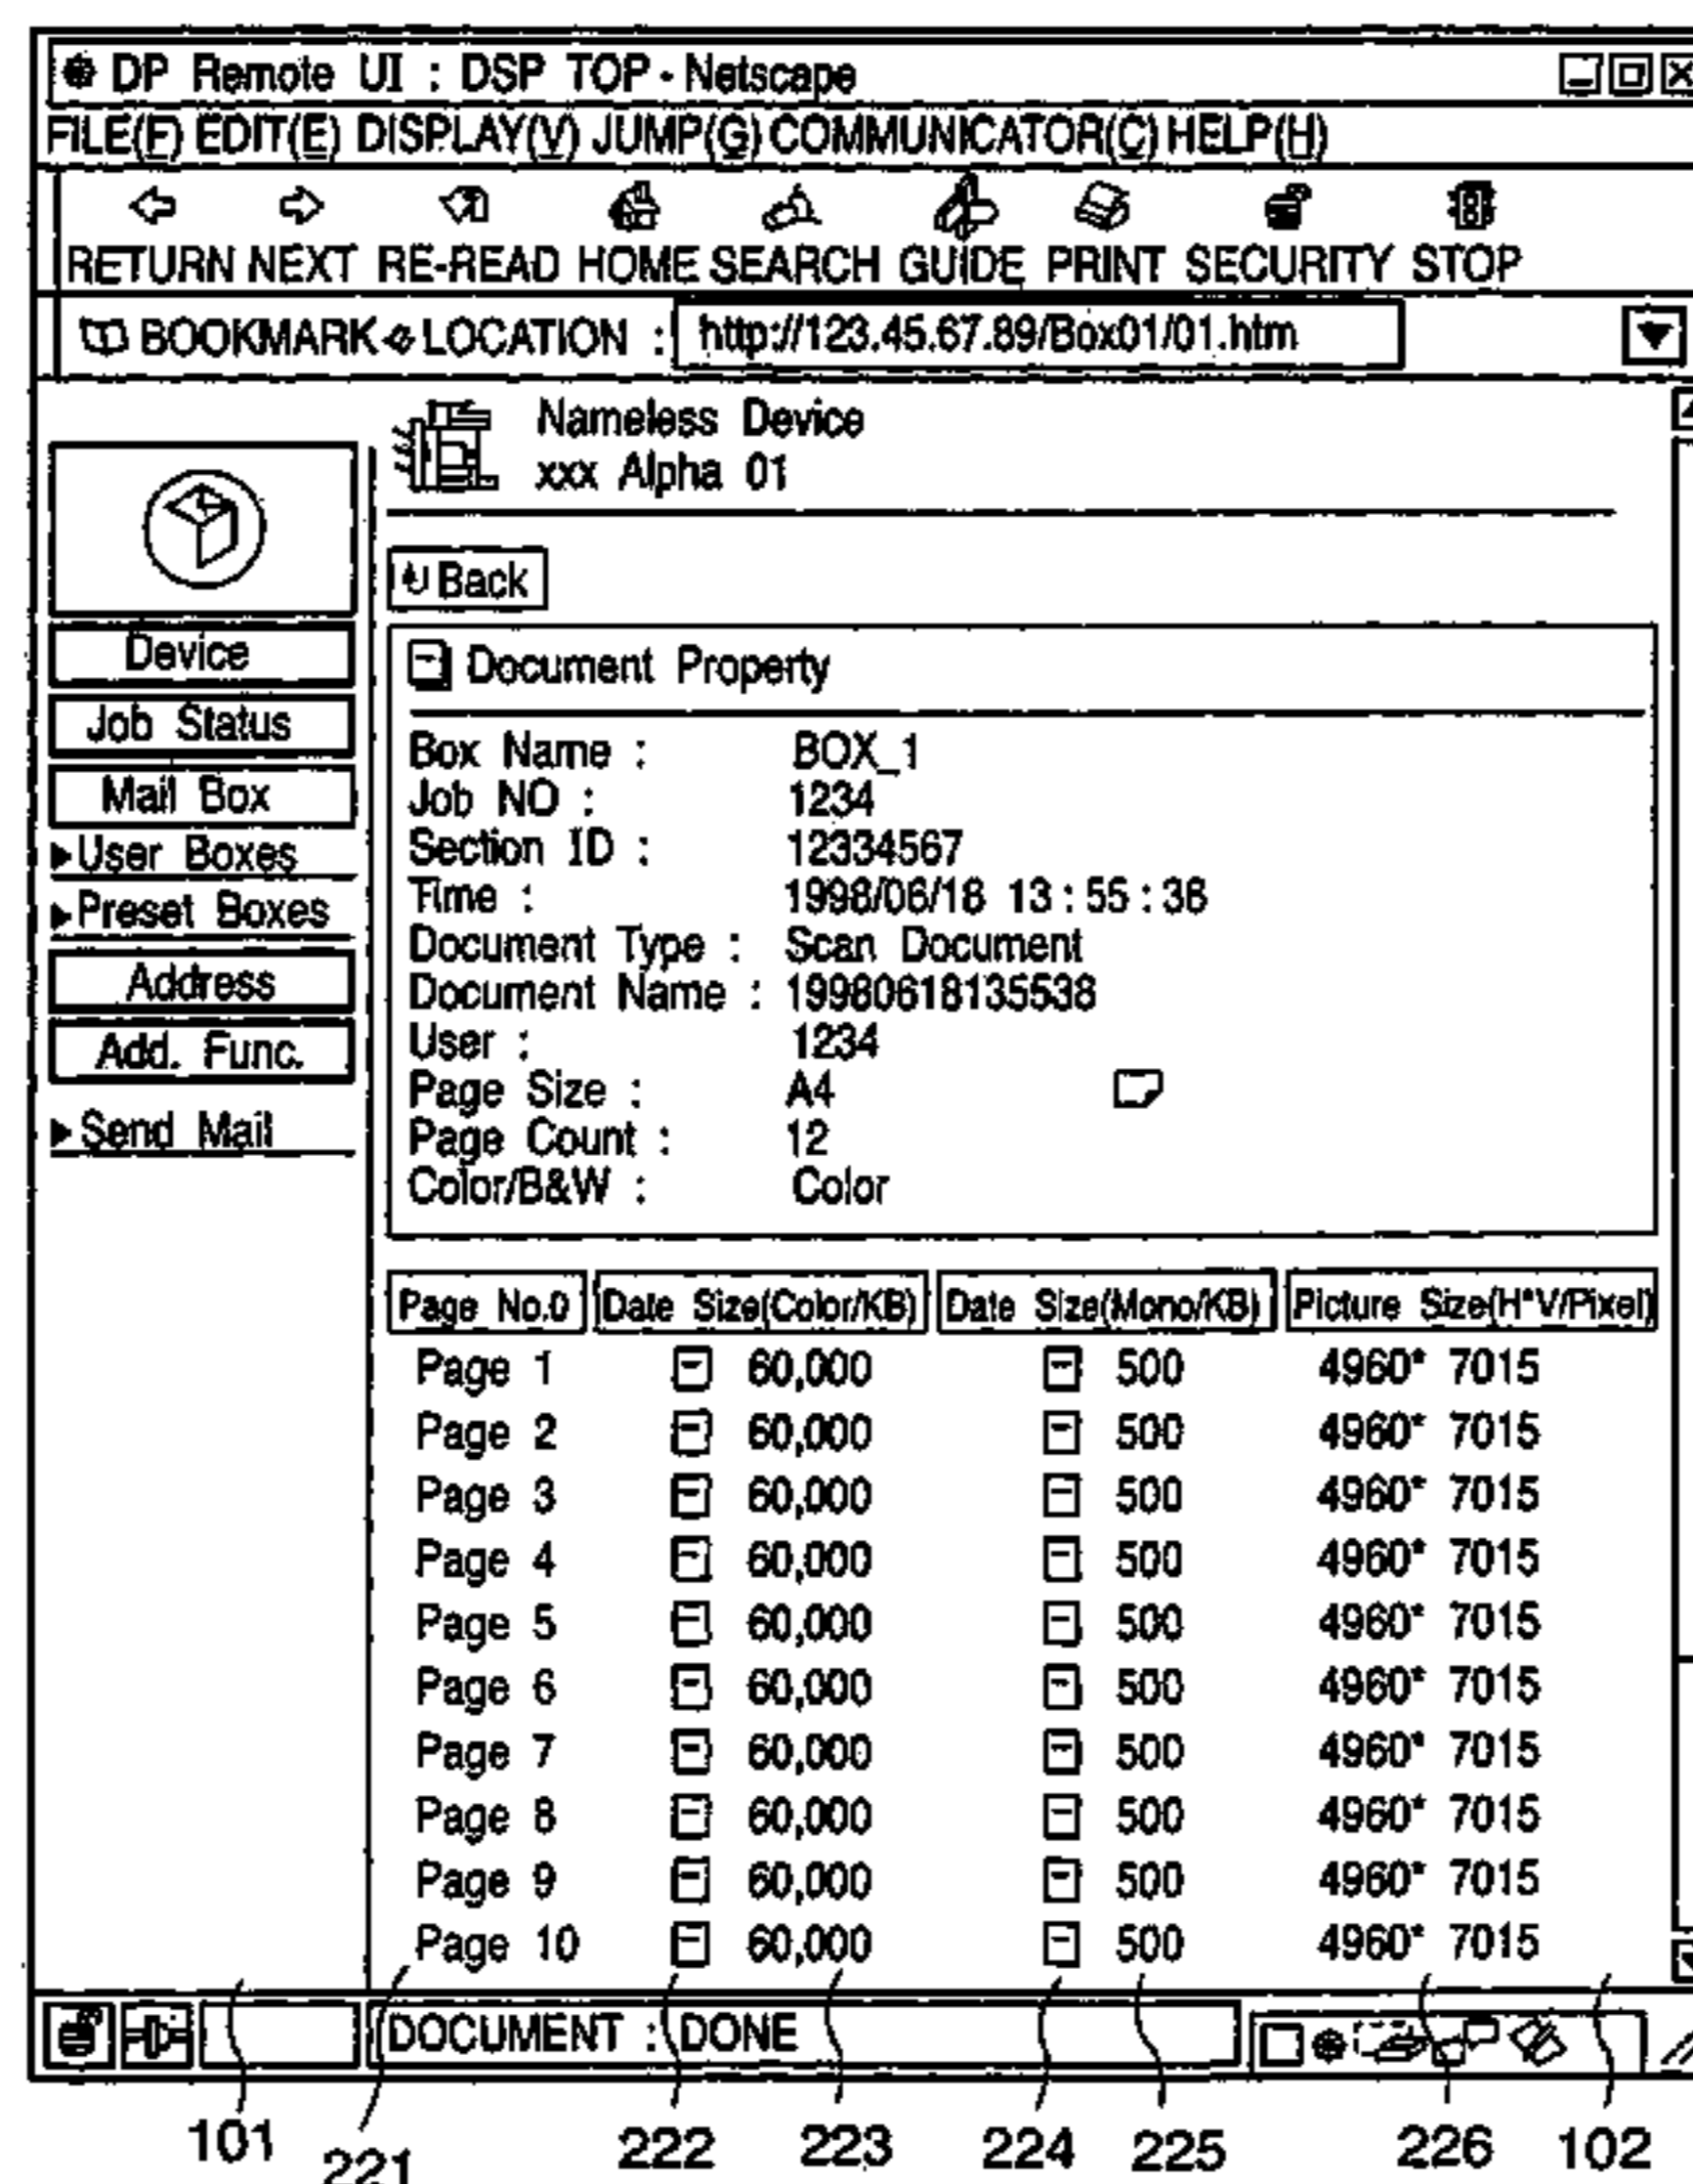 DP Remote UI : DSP TOP - Netscape
FILE(F) EDIT(E) DISPLAY(V) JUMP(G) COMMUNICATOR(C) HELP(H)
RETURN NEXT RE-READ HOME SEARCH GUIDE PRINT SECURITY STOP
BOOKMARK LOCATION : http://123.45.67.89/Box01/01.htm
Nameless Device
xxx Alpha 01
Back
Device
Job Status
Mail Box
User Boxes
Preset Boxes
Address
Add. Func.
Send Mail
Document Property
Box Name : BOX_1
Job NO : 1234
Section ID : 12334567
Time : 1998/06/18 13:55:38
Document Type : Scan Document
Document Name : 19980618135538
User : 1234
Page Size : A4
Page Count : 12
Color/B&W : Color
Page No.0 Date Size(Color/KB) Date Size(Mono/KB) Picture Size(H*V/Pixel)
Page 1 60,000 500 4960* 7015
Page 2 60,000 500 4960* 7015
Page 3 60,000 500 4960* 7015
Page 4 60,000 500 4960* 7015
Page 5 60,000 500 4960* 7015
Page 6 60,000 500 4960* 7015
Page 7 60,000 500 4960* 7015
Page 8 60,000 500 4960* 7015
Page 9 60,000 500 4960* 7015
Page 10 60,000 500 4960* 7015
DOCUMENT : DONE
101 221 222 223 224 225 226 102